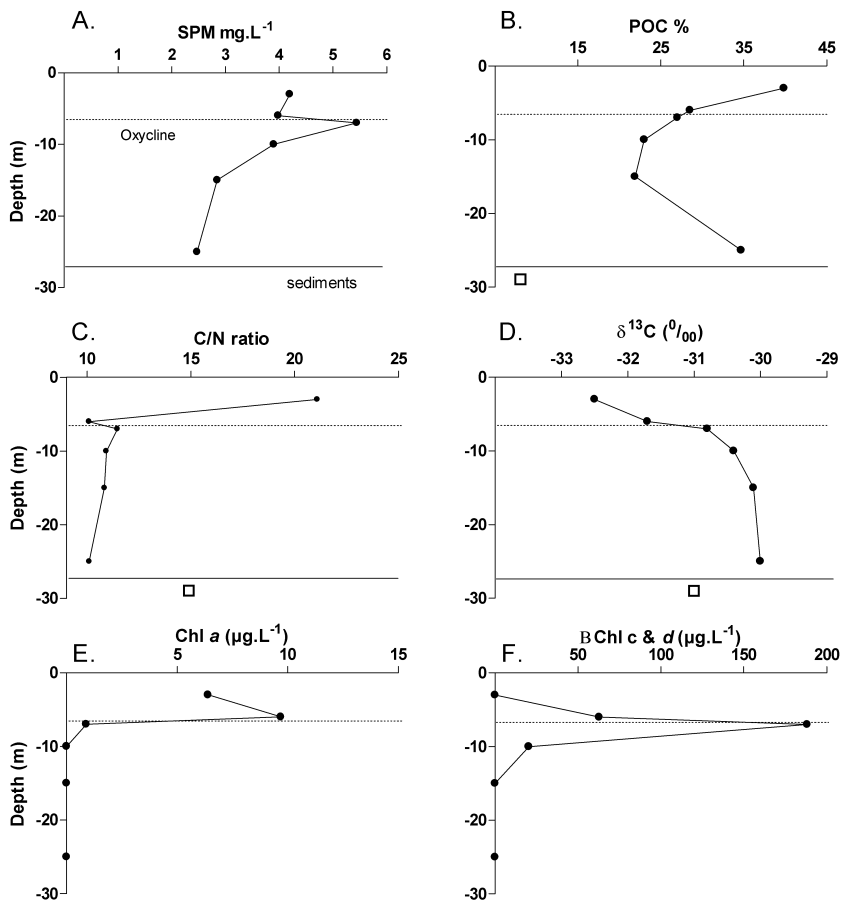 A.
SPM mg.L-1
1 2 3 4 5 6
0
-10
-20
-30
Depth (m)
Oxycline
sediments
B.
POC %
15 25 35 45
0
-10
-20
-30
C.
C/N ratio
10 15 20 25
0
-10
-20
-30
Depth (m)
D.
δ13C (0/00)
-33 -32 -31 -30 -29
0
-10
-20
-30
E.
Chl a (µg.L-1)
5 10 15
0
-10
-20
-30
Depth (m)
F.
BChl c & d (µg.L-1)
50 100 150 200
0
-10
-20
-30